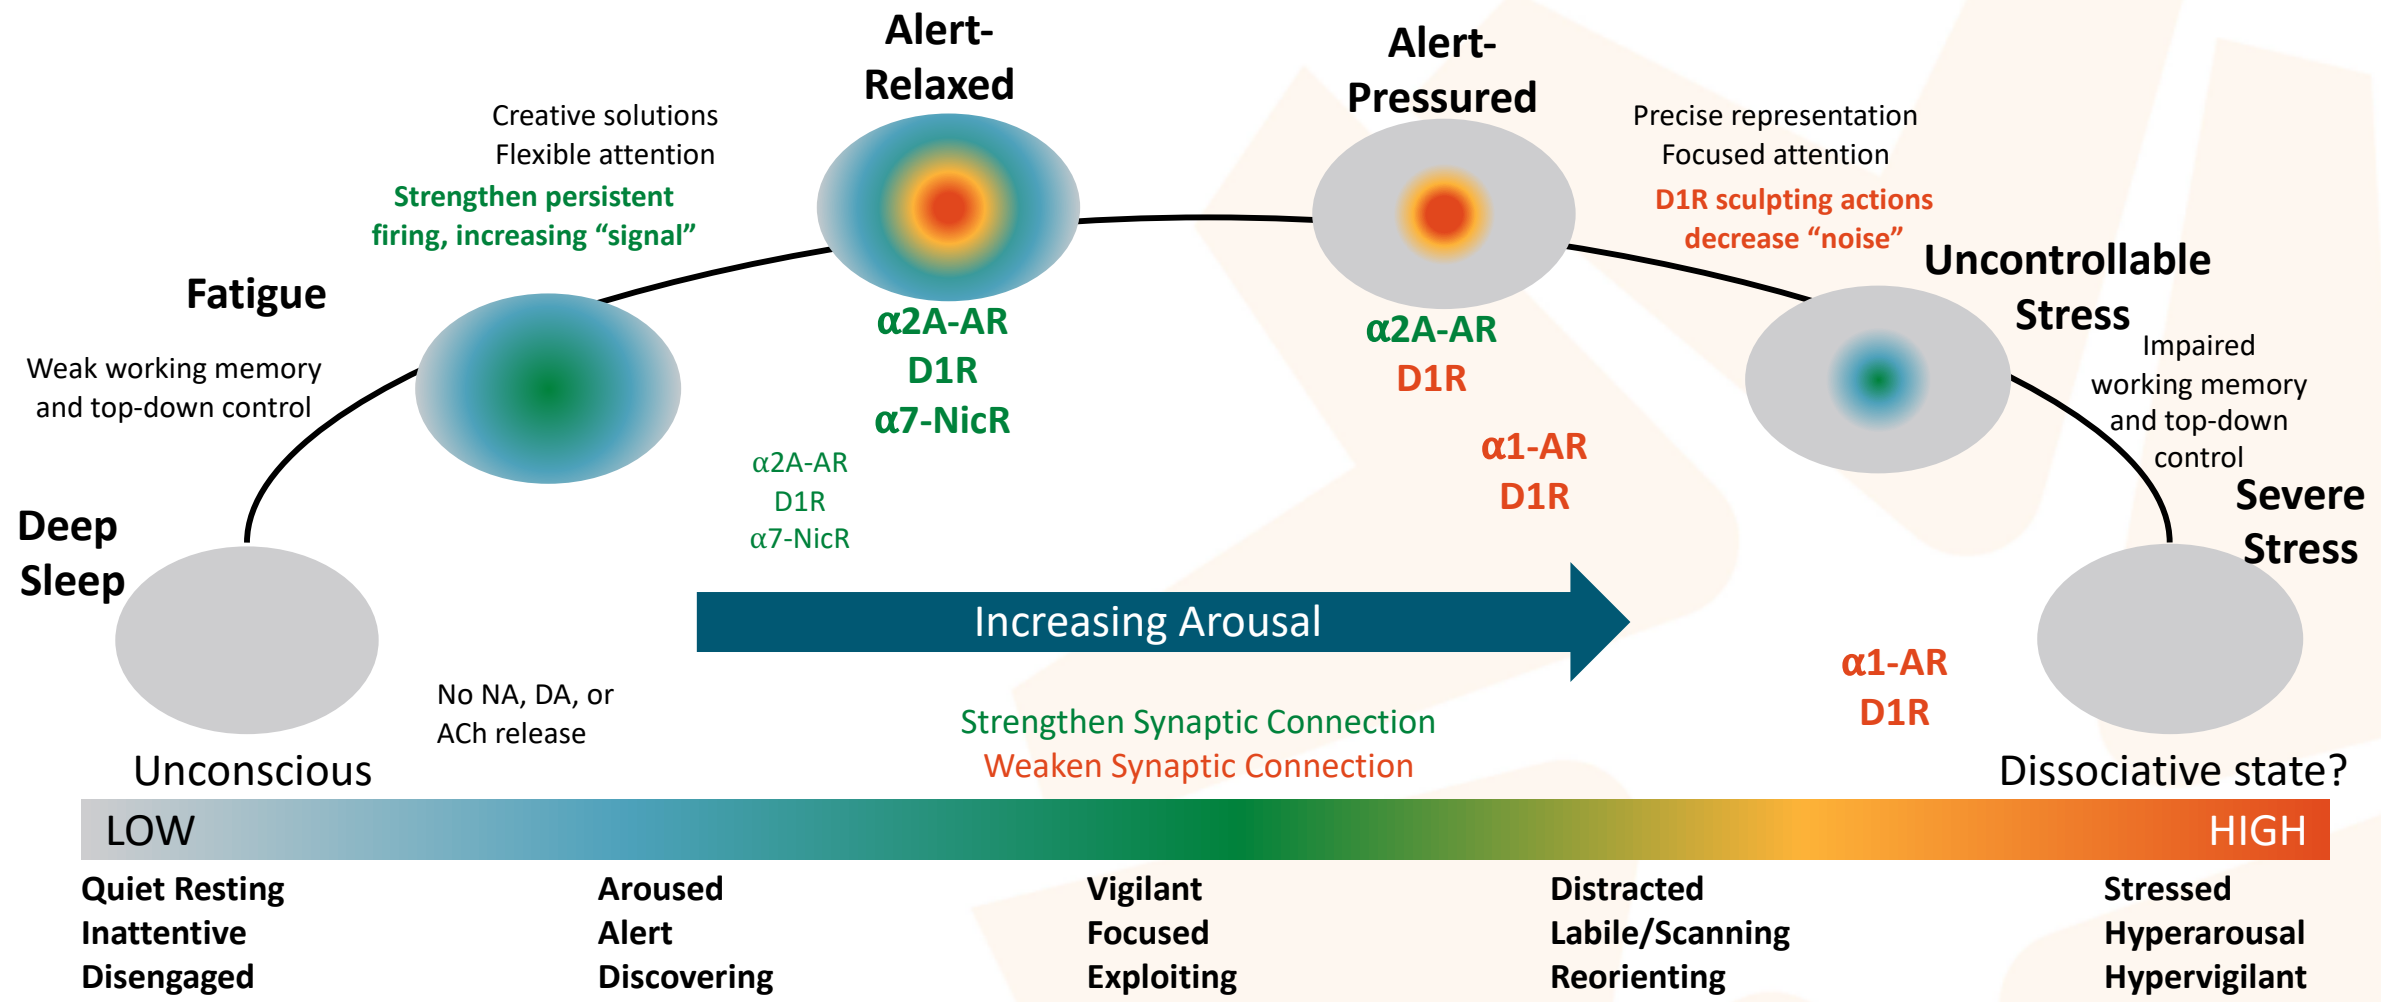 Alert-
Relaxed
Alert-
Pressured
Creative solutions
Flexible attention
Strengthen persistent
firing, increasing “signal”
Precise representation
Focused attention
D1R sculpting actions
decrease “noise”
Uncontrollable
Stress
Fatigue
Weak working memory
and top-down control
Impaired
working memory
and top-down
control
α2A-AR
D1R
α7-NicR
α2A-AR
D1R
α1-AR
D1R
α2A-AR
D1R
α7-NicR
Deep
Sleep
Severe
Stress
Increasing Arousal
α1-AR
D1R
No NA, DA, or
ACh release
Strengthen Synaptic Connection
Weaken Synaptic Connection
Unconscious
Dissociative state?
LOW
HIGH
Quiet Resting
Inattentive
Disengaged
Aroused
Alert
Discovering
Vigilant
Focused
Exploiting
Distracted
Labile/Scanning
Reorienting
Stressed
Hyperarousal
Hypervigilant